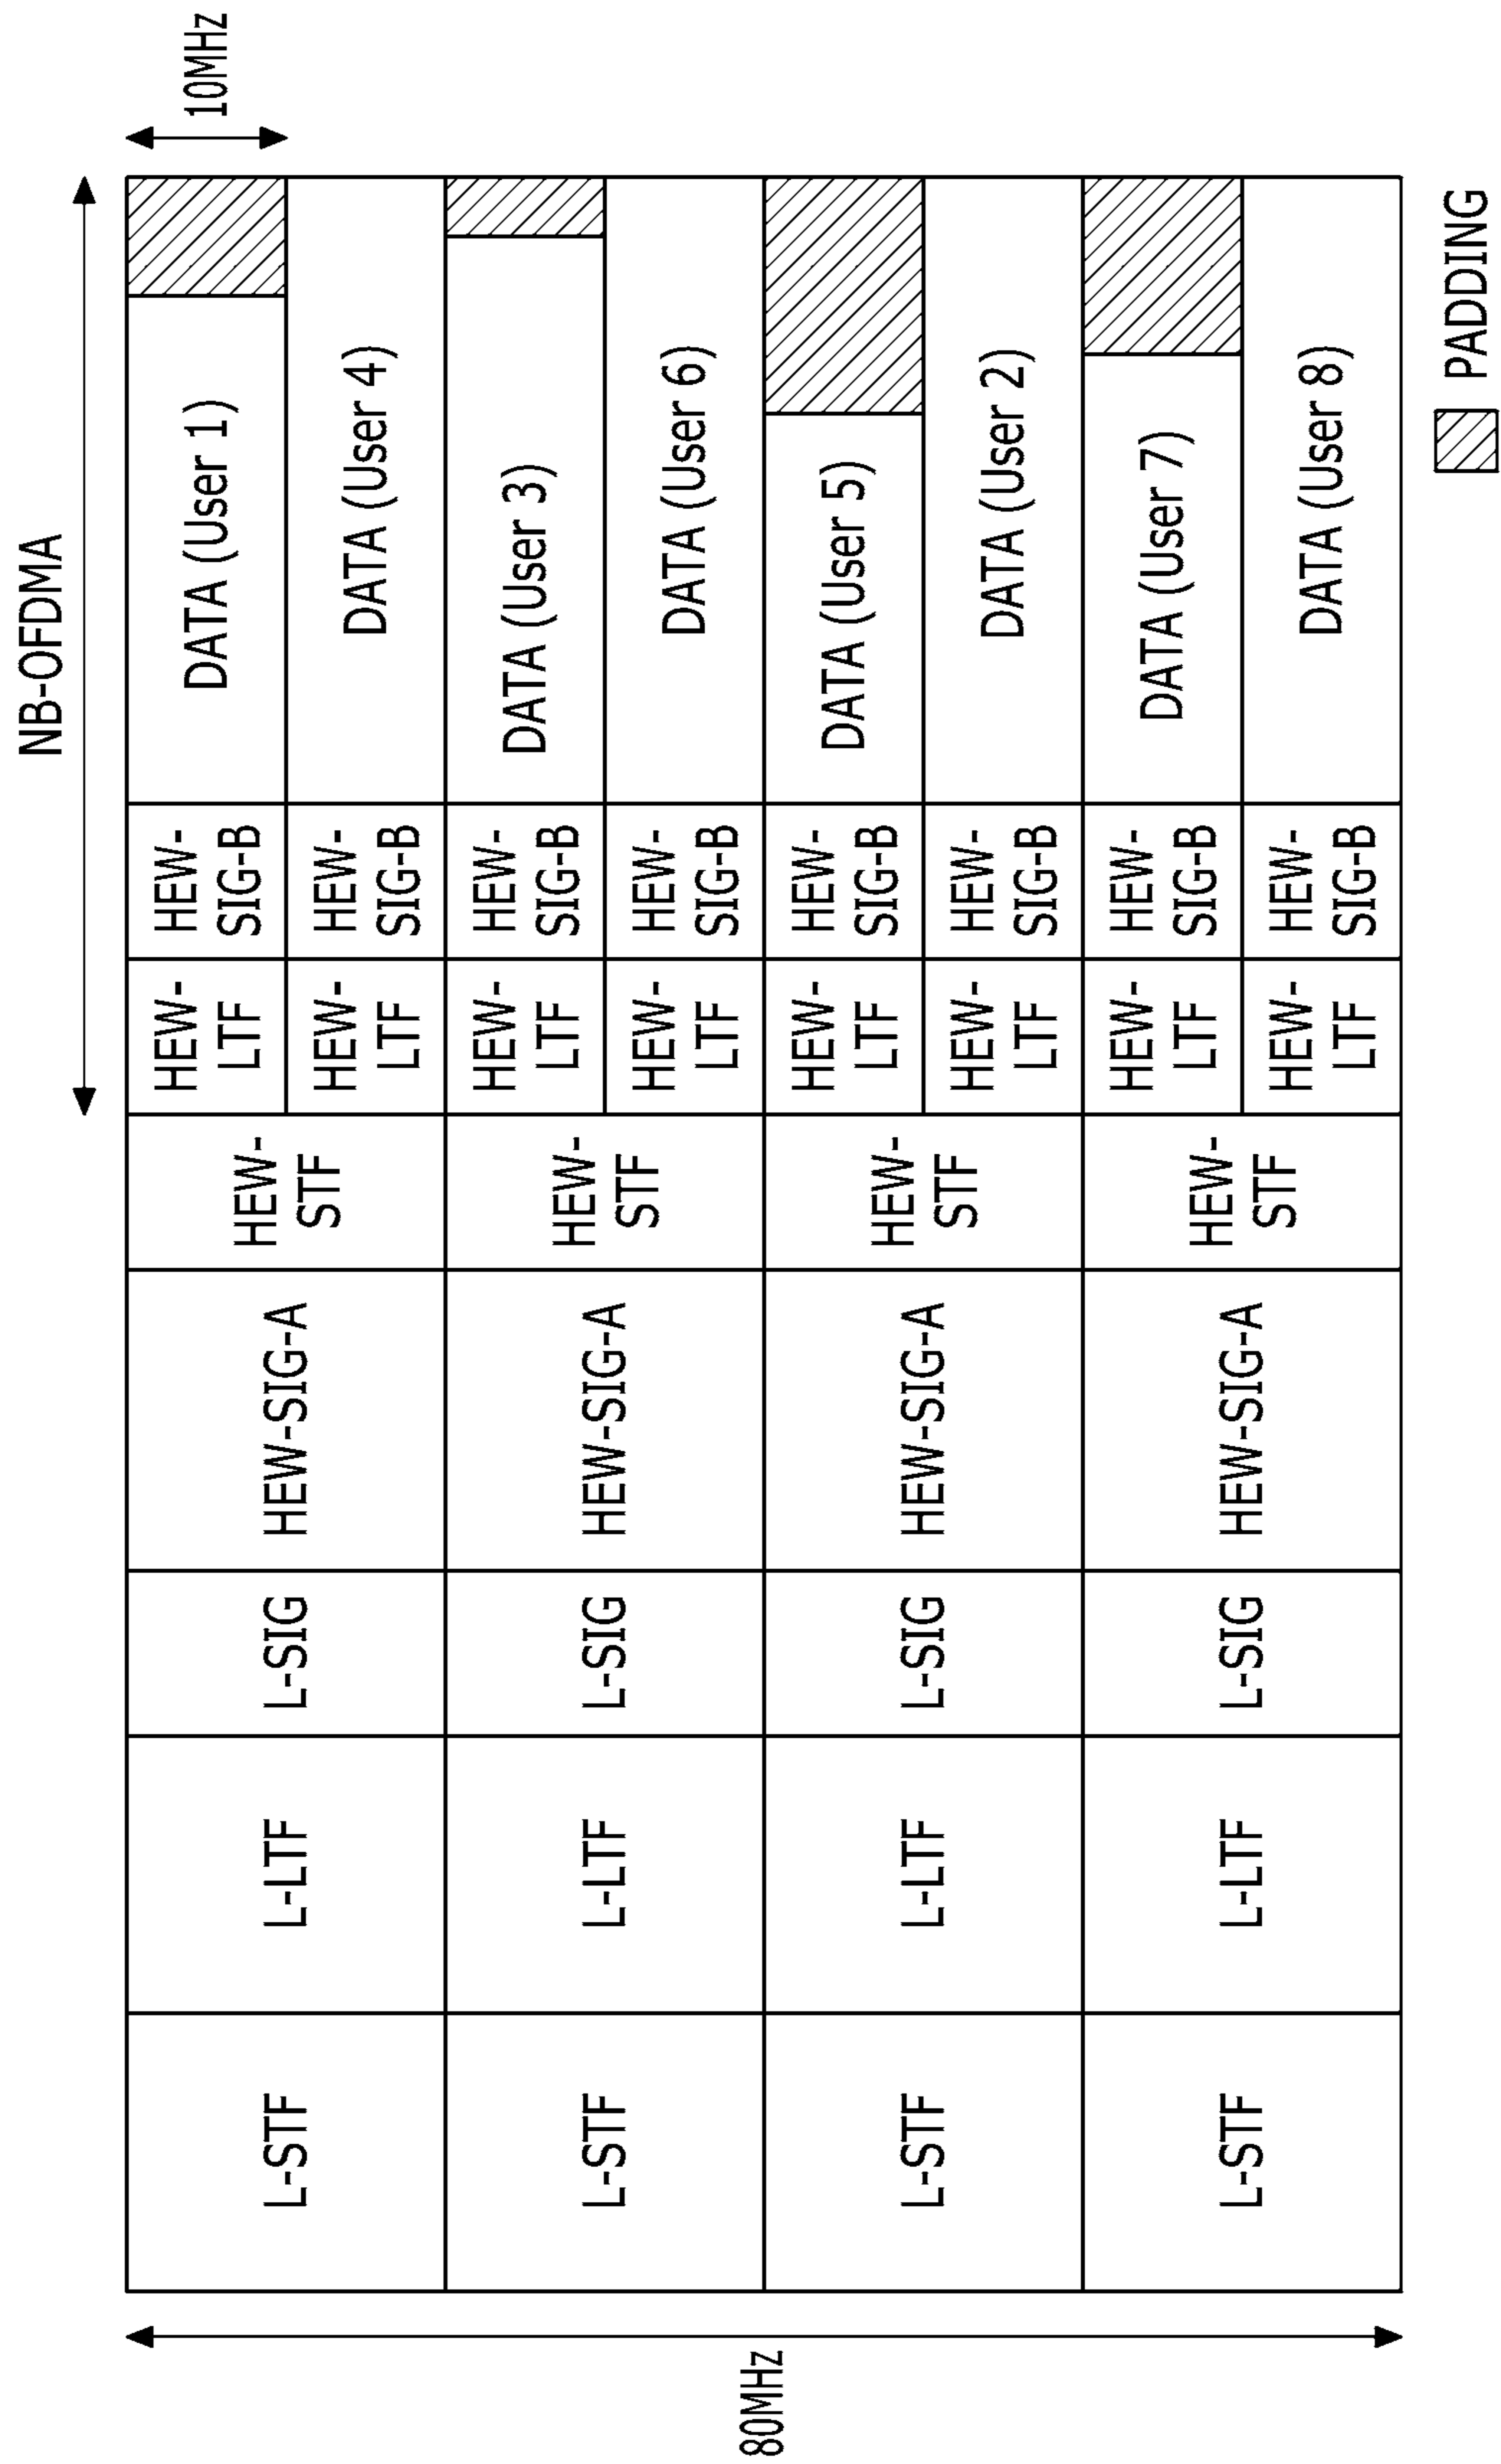 NB-OFDMA
10MHz
80MHz
L-STF
L-LTF
L-SIG
HEW-SIG-A
HEW-
STF
HEW-
LTF
HEW-
SIG-B
DATA (User 1)
HEW-
LTF
HEW-
SIG-B
DATA (User 4)
L-STF
L-LTF
L-SIG
HEW-SIG-A
HEW-
STF
HEW-
LTF
HEW-
SIG-B
DATA (User 3)
HEW-
LTF
HEW-
SIG-B
DATA (User 6)
L-STF
L-LTF
L-SIG
HEW-SIG-A
HEW-
STF
HEW-
LTF
HEW-
SIG-B
DATA (User 5)
HEW-
LTF
HEW-
SIG-B
DATA (User 2)
L-STF
L-LTF
L-SIG
HEW-SIG-A
HEW-
STF
HEW-
LTF
HEW-
SIG-B
DATA (User 7)
HEW-
LTF
HEW-
SIG-B
DATA (User 8)
PADDING